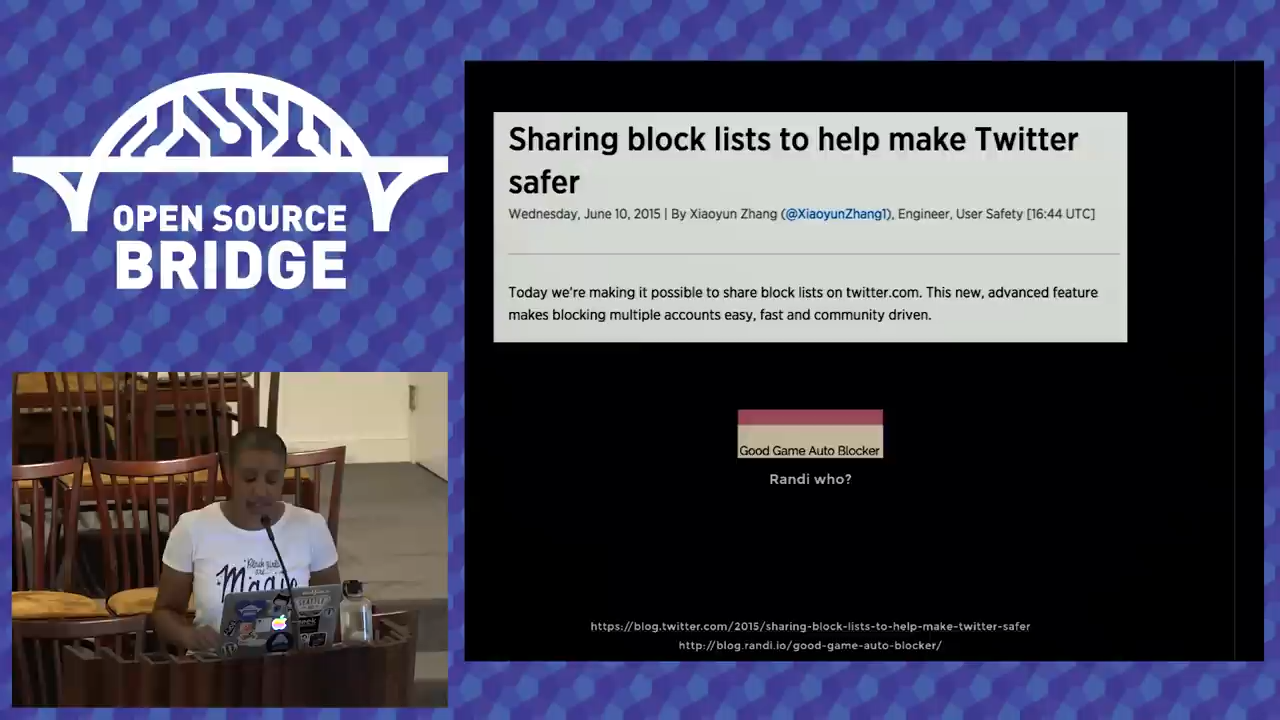 OPEN SOURCE
BRIDGE
Sharing block lists to help make Twitter
safer
Wednesday, June 10, 2015 | By Xiaoyun Zhang (@XiaoyunZhang1), Engineer, User Safety [16:44 UTC]
Today we're making it possible to share block lists on twitter.com. This new, advanced feature
makes blocking multiple accounts easy, fast and community driven.
Good Game Auto Blocker
Randi who?
https://blog.twitter.com/2015/sharing-block-lists-to-help-make-twitter-safer
http://blog.randi.io/good-game-auto-blocker/
Black girls
are
Magic